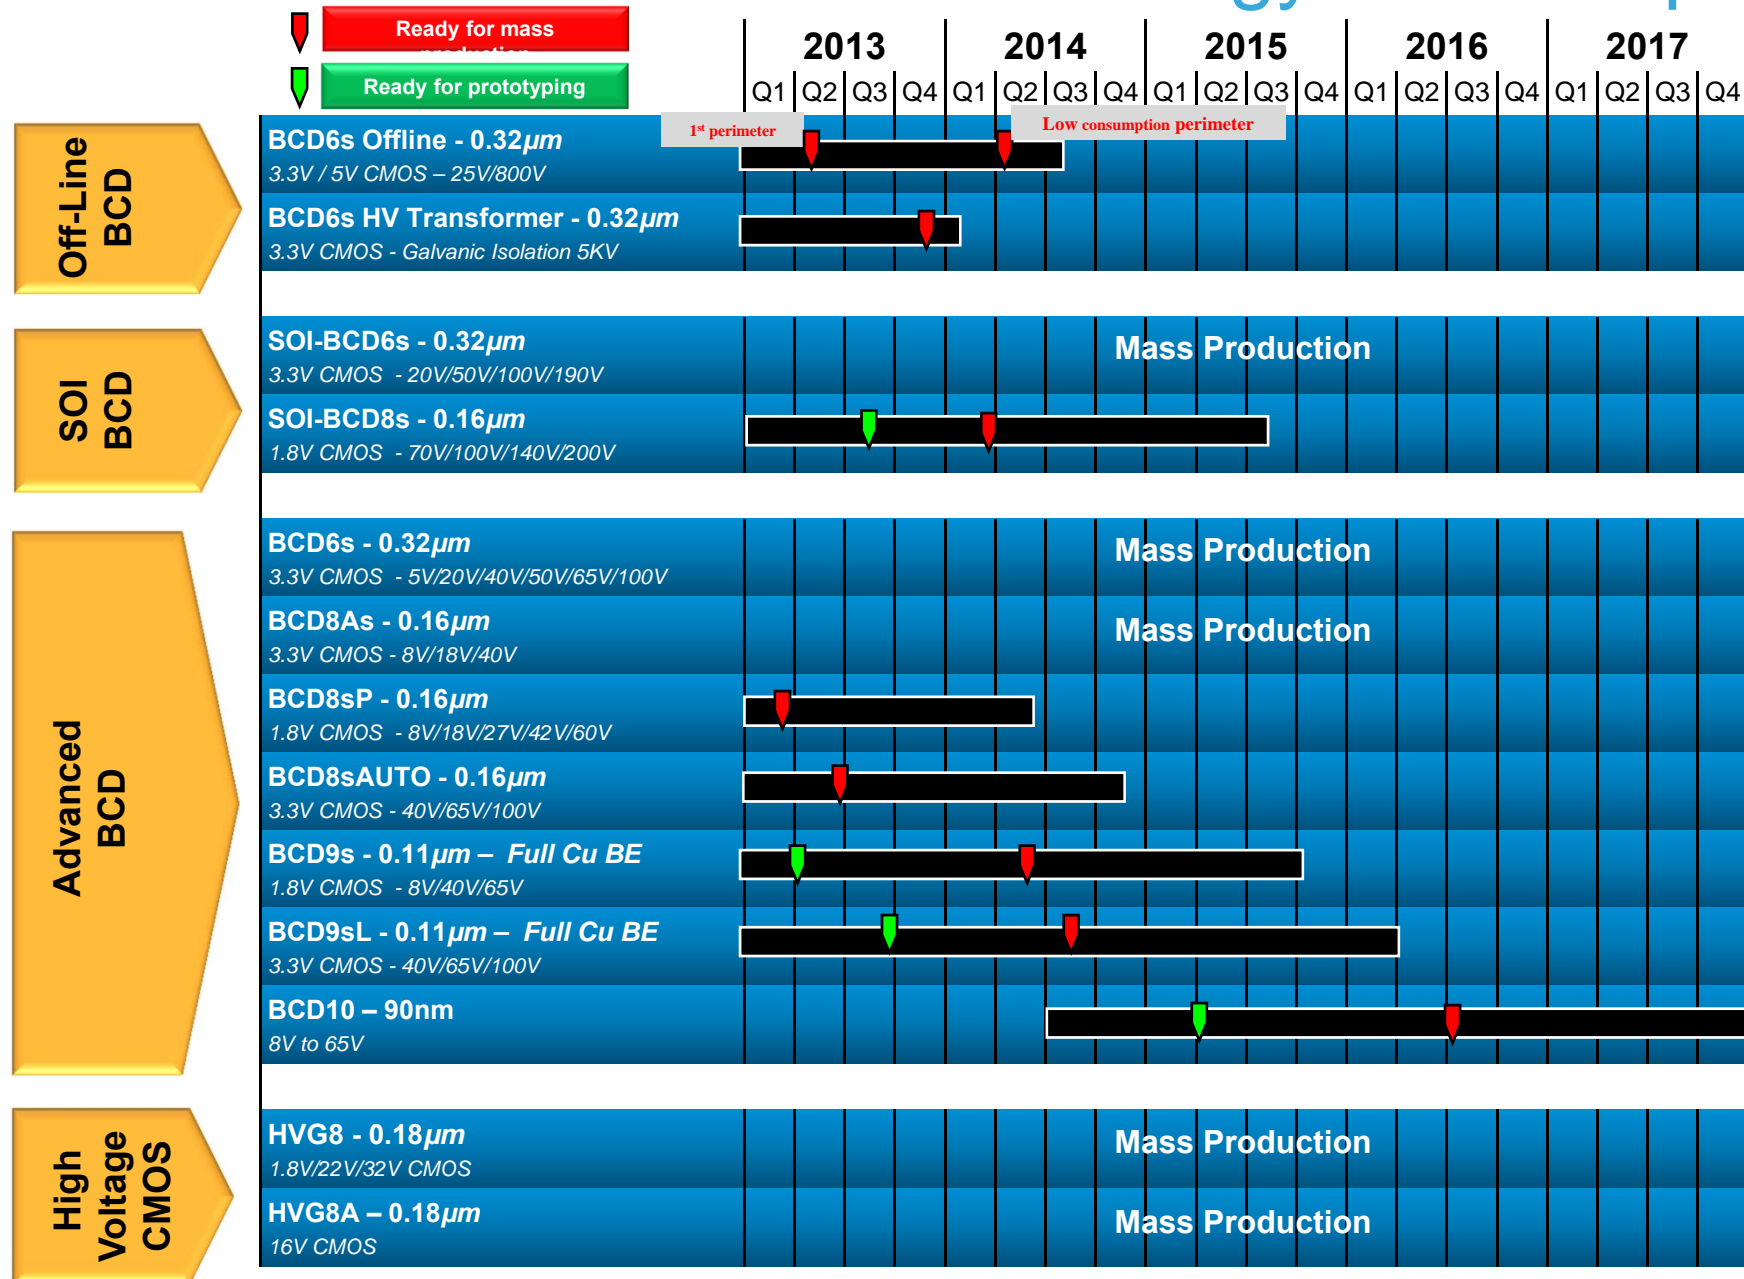 Ready for mass
production
Ready for prototyping
2013 2014 2015 2016 2017
Q1 Q2 Q3 Q4 Q1 Q2 Q3 Q4 Q1 Q2 Q3 Q4 Q1 Q2 Q3 Q4 Q1 Q2 Q3 Q4
Off-Line
BCD
1st perimeter
Low consumption perimeter
BCD6s Offline - 0.32µm
3.3V / 5V CMOS – 25V/800V
BCD6s HV Transformer - 0.32µm
3.3V CMOS - Galvanic Isolation 5KV
SOI
BCD
SOI-BCD6s - 0.32µm
3.3V CMOS - 20V/50V/100V/190V
Mass Production
SOI-BCD8s - 0.16µm
1.8V CMOS - 70V/100V/140V/200V
Advanced
BCD
BCD6s - 0.32µm
3.3V CMOS - 5V/20V/40V/50V/65V/100V
Mass Production
BCD8As - 0.16µm
3.3V CMOS - 8V/18V/40V
Mass Production
BCD8sP - 0.16µm
1.8V CMOS - 8V/18V/27V/42V/60V
BCD8sAUTO - 0.16µm
3.3V CMOS - 40V/65V/100V
BCD9s - 0.11µm – Full Cu BE
1.8V CMOS - 8V/40V/65V
BCD9sL - 0.11µm – Full Cu BE
3.3V CMOS - 40V/65V/100V
BCD10 – 90nm
8V to 65V
High
Voltage
CMOS
HVG8 - 0.18µm
1.8V/22V/32V CMOS
Mass Production
HVG8A – 0.18µm
16V CMOS
Mass Production